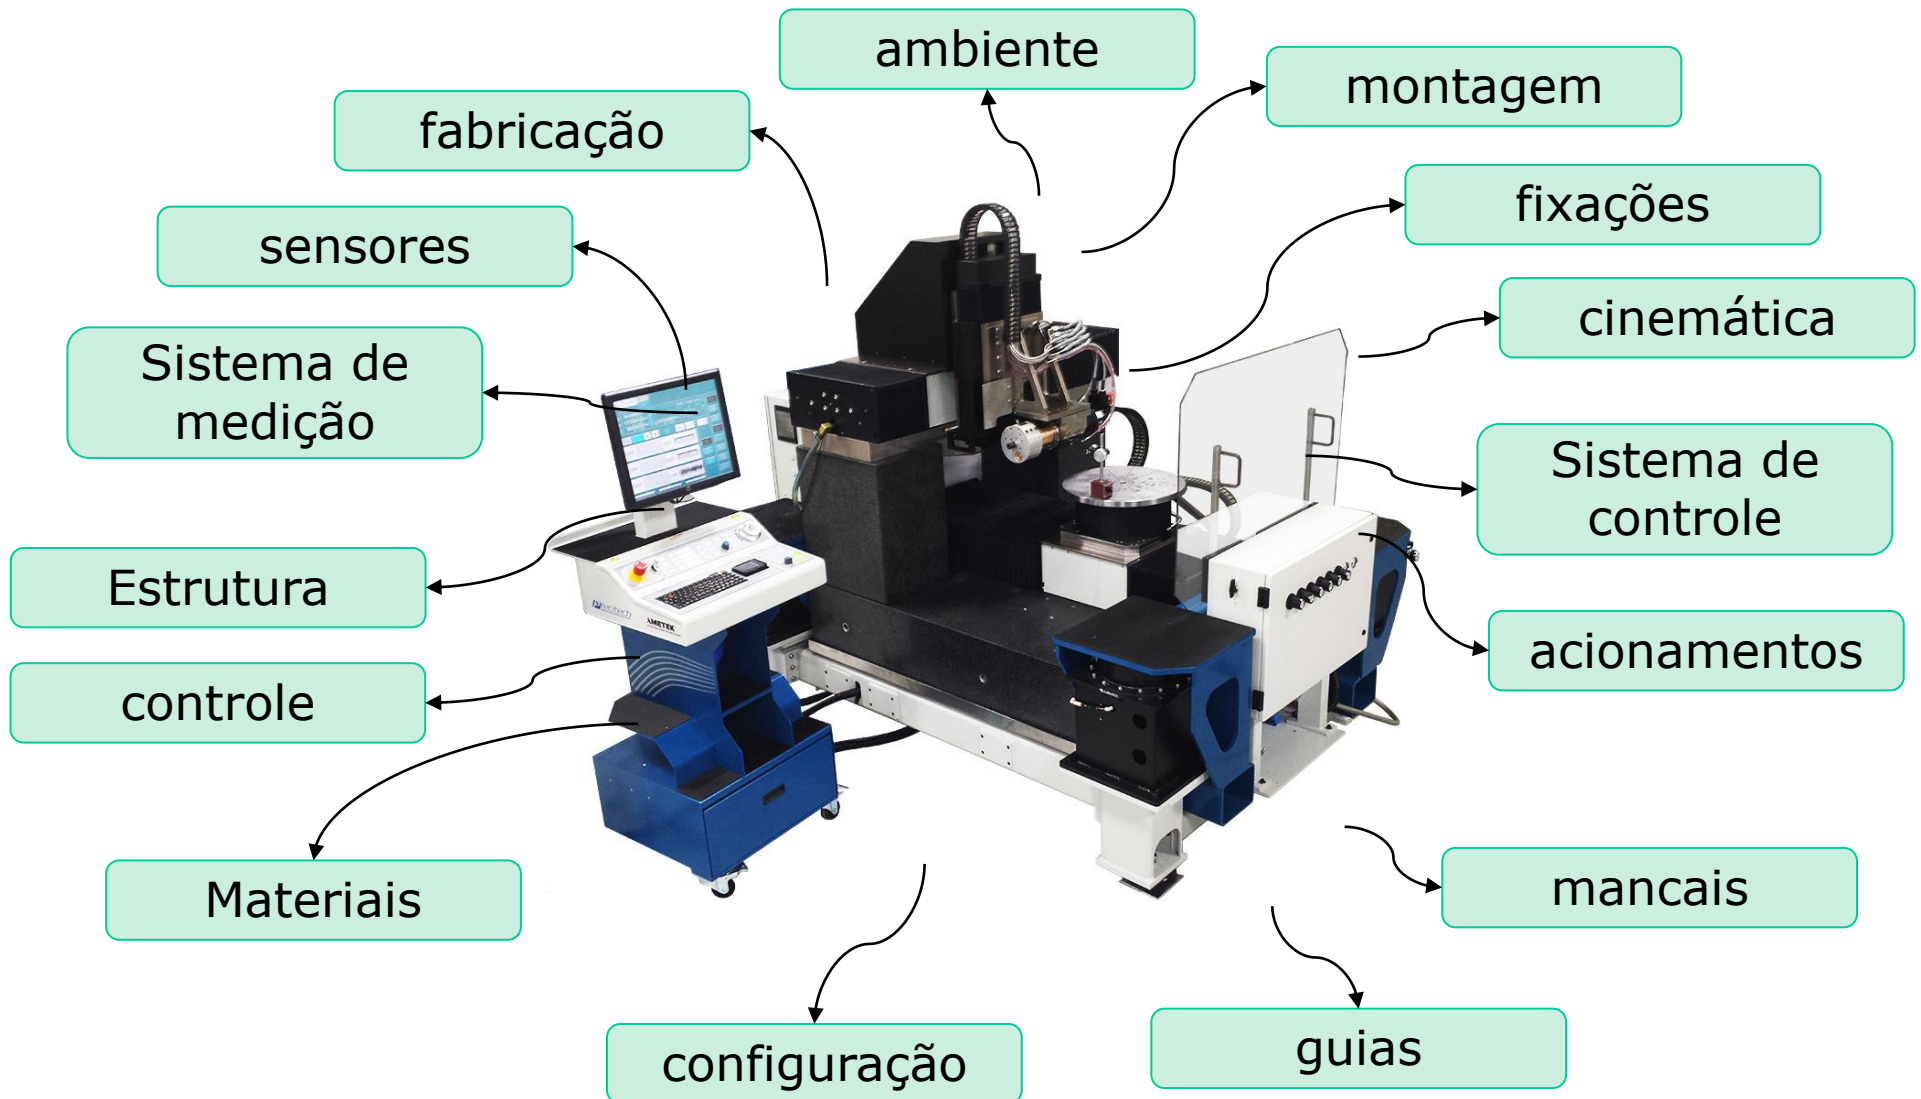 ambiente
montagem
fabricação
fixações
sensores
cinemática
Sistema de
medição
Sistema de
controle
Estrutura
acionamentos
controle
Materiais
mancais
configuração
guias
Precitech
AMETEK